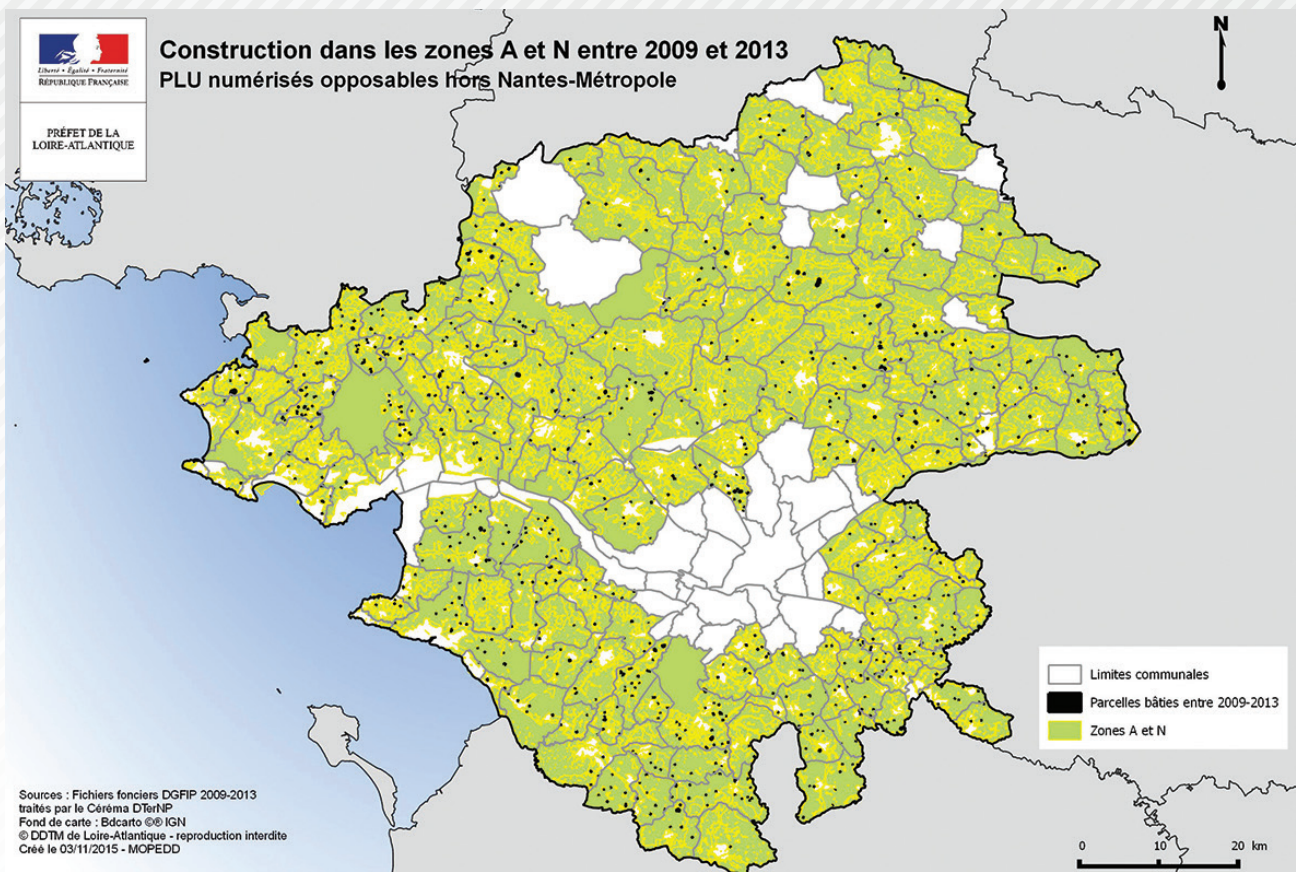 Liberté • Égalité • Fraternité
RÉPUBLIQUE FRANÇAISE
PRÉFET DE LA
LOIRE-ATLANTIQUE
Construction dans les zones A et N entre 2009 et 2013
PLU numérisés opposables hors Nantes-Métropole
N
Limites communales
Parcelles bâties entre 2009-2013
Zones A et N
Sources : Fichiers fonciers DGFIP 2009-2013
traités par le Céréma DTerNP
Fond de carte : Bdcarto ©® IGN
© DDTM de Loire-Atlantique - reproduction interdite
Créé le 03/11/2015 - MOPEDD
0 10 20 km